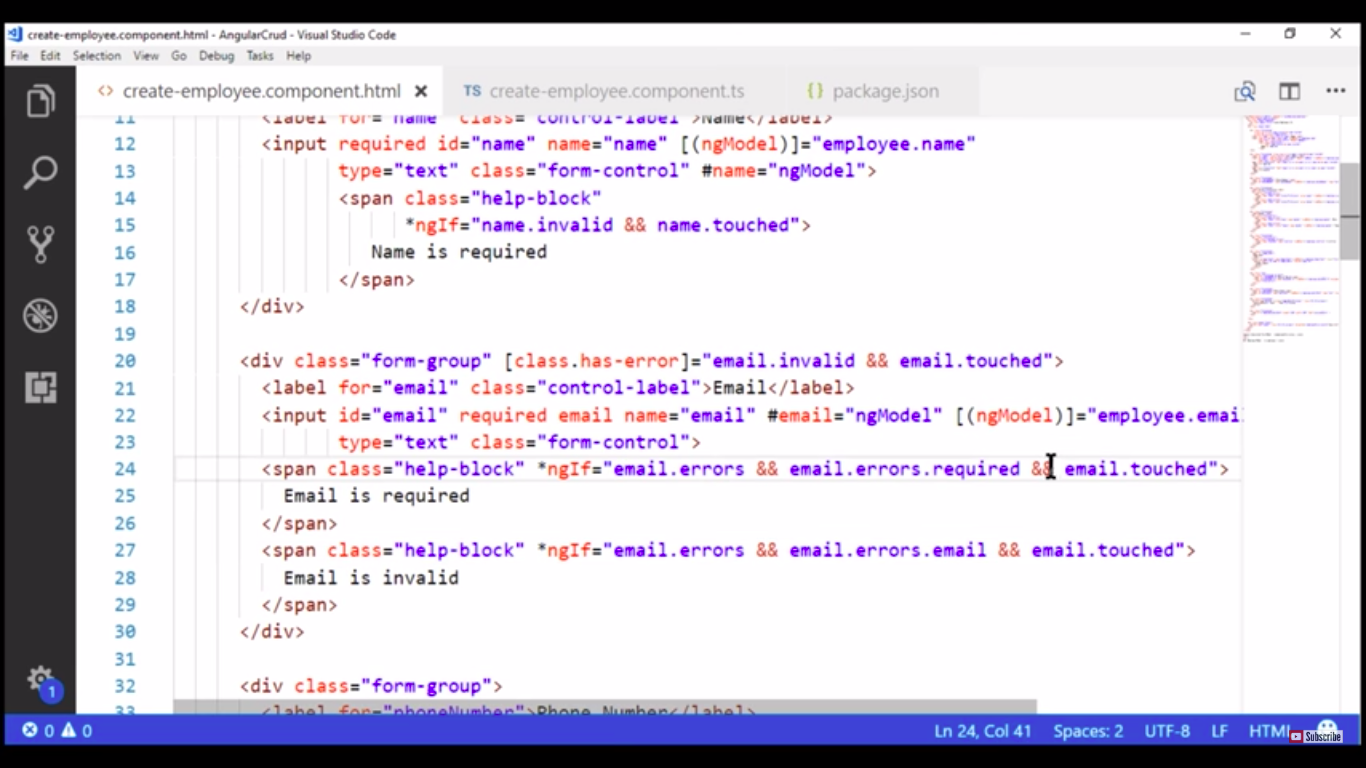 create-employee.component.html - AngularCrud - Visual Studio Code
File Edit Selection View Go Debug Tasks Help
<> create-employee.component.html × TS create-employee.component.ts {} package.json ...
11 <label for="name" class="control-label">Name</label>
12 <input required id="name" name="name" [(ngModel)]="employee.name"
13 type="text" class="form-control" #name="ngModel">
14 <span class="help-block"
15 *ngIf="name.invalid && name.touched">
16 Name is required
17 </span>
18 </div>
19
20 <div class="form-group" [class.has-error]="email.invalid && email.touched">
21 <label for="email" class="control-label">Email</label>
22 <input id="email" required email name="email" #email="ngModel" [(ngModel)]="employee.email
23 type="text" class="form-control">
24 <span class="help-block" *ngIf="email.errors && email.errors.required && email.touched">
25 Email is required
26 </span>
27 <span class="help-block" *ngIf="email.errors && email.errors.email && email.touched">
28 Email is invalid
29 </span>
30 </div>
31
32 <div class="form-group">
33 <label for="phoneNumber">Phone Number</label>
1
0 0 Ln 24, Col 41 Spaces: 2 UTF-8 LF HTML Subscribe